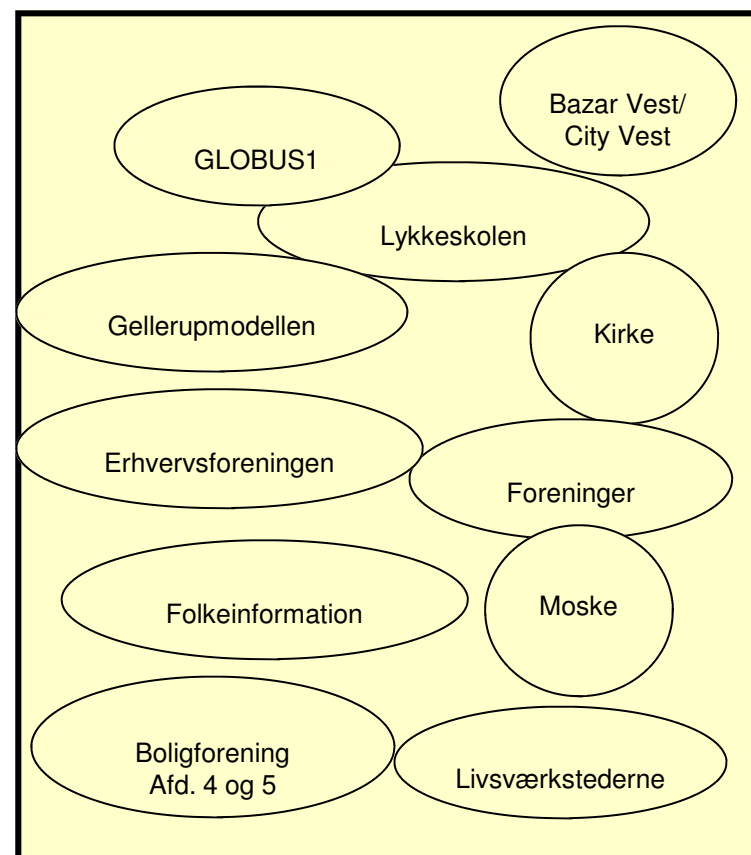 Bazar Vest/
City Vest
GLOBUS1
Lykkeskolen
Gellerupmodellen
Kirke
Erhvervsforeningen
Foreninger
Folkeinformation
Moske
Boligforening
Afd. 4 og 5
Livsværkstederne